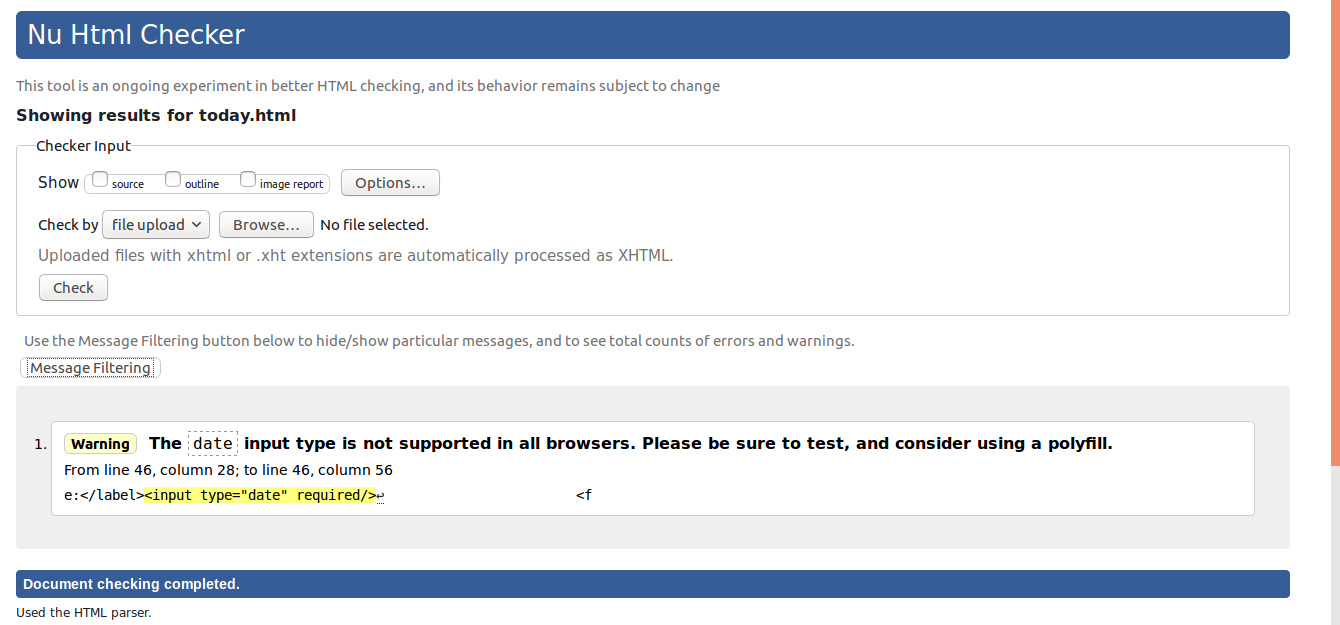 Nu Html Checker
This tool is an ongoing experiment in better HTML checking, and its behavior remains subject to change
Showing results for today.html
Checker Input
Show source outline image report Options...
Check by file upload Browse... No file selected.
Uploaded files with xhtml or .xht extensions are automatically processed as XHTML.
Check
Use the Message Filtering button below to hide/show particular messages, and to see total counts of errors and warnings.
Message Filtering
1. Warning The date input type is not supported in all browsers. Please be sure to test, and consider using a polyfill.
From line 46, column 28; to line 46, column 56
e:</label><input type="date" required/>↩ <f
Document checking completed.
Used the HTML parser.